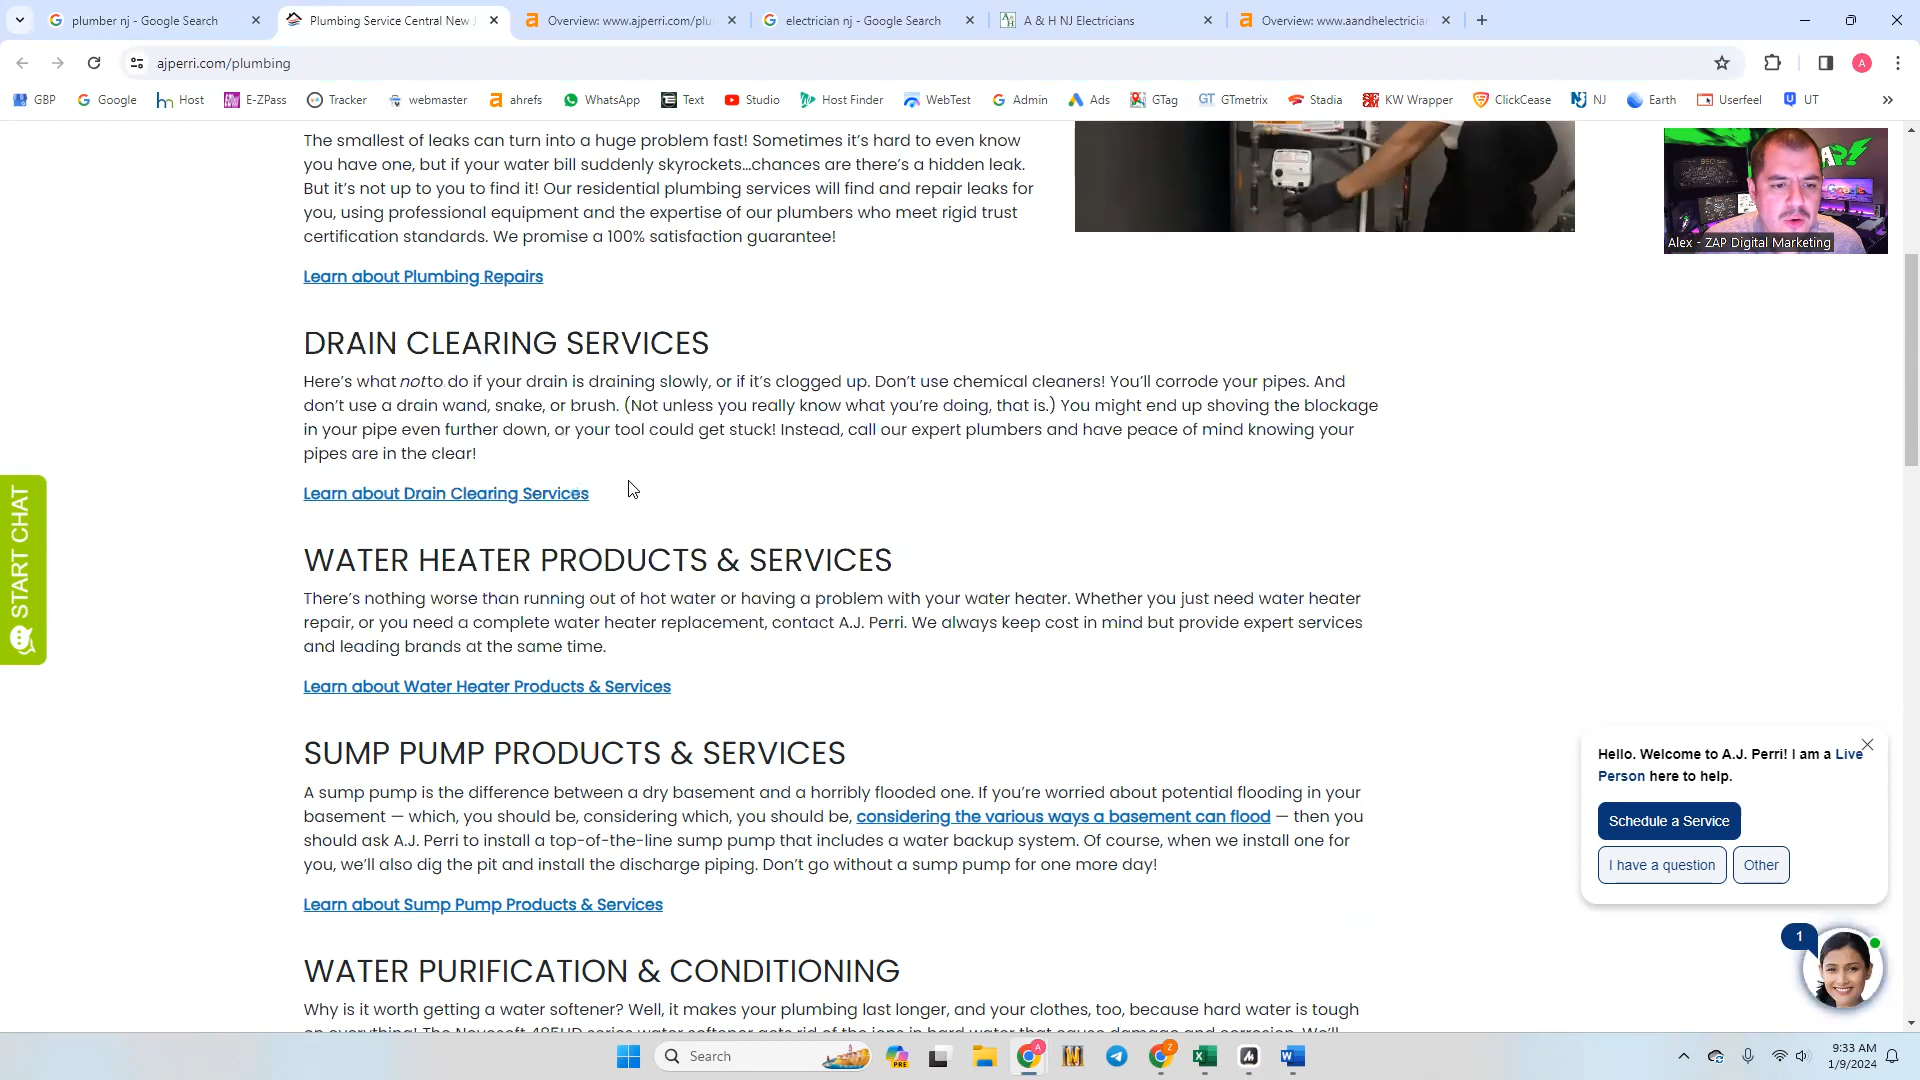 plumber nj - Google Search
Plumbing Service Central New J
Overview: www.ajperri.com/plu
electrician nj - Google Search
A & H NJ Electricians
Overview: www.aandhelectricia
ajperri.com/plumbing
A
GBP
Google
Host
E-ZPass
Tracker
webmaster
ahrefs
WhatsApp
Text
Studio
Host Finder
WebTest
Admin
Ads
GTag
GTmetrix
Stadia
KW Wrapper
ClickCease
NJ
Earth
Userfeel
UT
The smallest of leaks can turn into a huge problem fast! Sometimes it's hard to even know
you have one, but if your water bill suddenly skyrockets…chances are there's a hidden leak.
But it's not up to you to find it! Our residential plumbing services will find and repair leaks for
you, using professional equipment and the expertise of our plumbers who meet rigid trust
certification standards. We promise a 100% satisfaction guarantee!
Learn about Plumbing Repairs
Alex - ZAP Digital Marketing
DRAIN CLEARING SERVICES
Here's what notto do if your drain is draining slowly, or if it's clogged up. Don't use chemical cleaners! You'll corrode your pipes. And
don't use a drain wand, snake, or brush. (Not unless you really know what you're doing, that is.) You might end up shoving the blockage
in your pipe even further down, or your tool could get stuck! Instead, call our expert plumbers and have peace of mind knowing your
pipes are in the clear!
Learn about Drain Clearing Services
START CHAT
WATER HEATER PRODUCTS & SERVICES
There's nothing worse than running out of hot water or having a problem with your water heater. Whether you just need water heater
repair, or you need a complete water heater replacement, contact A.J. Perri. We always keep cost in mind but provide expert services
and leading brands at the same time.
Learn about Water Heater Products & Services
SUMP PUMP PRODUCTS & SERVICES
A sump pump is the difference between a dry basement and a horribly flooded one. If you're worried about potential flooding in your
basement — which, you should be, considering which, you should be, considering the various ways a basement can flood — then you
should ask A.J. Perri to install a top-of-the-line sump pump that includes a water backup system. Of course, when we install one for
you, we'll also dig the pit and install the discharge piping. Don't go without a sump pump for one more day!
Learn about Sump Pump Products & Services
Hello. Welcome to A.J. Perri! I am a Live
Person here to help.
Schedule a Service
I have a question
Other
1
WATER PURIFICATION & CONDITIONING
Why is it worth getting a water softener? Well, it makes your plumbing last longer, and your clothes, too, because hard water is tough
Search
PRE
9:33 AM
1/9/2024